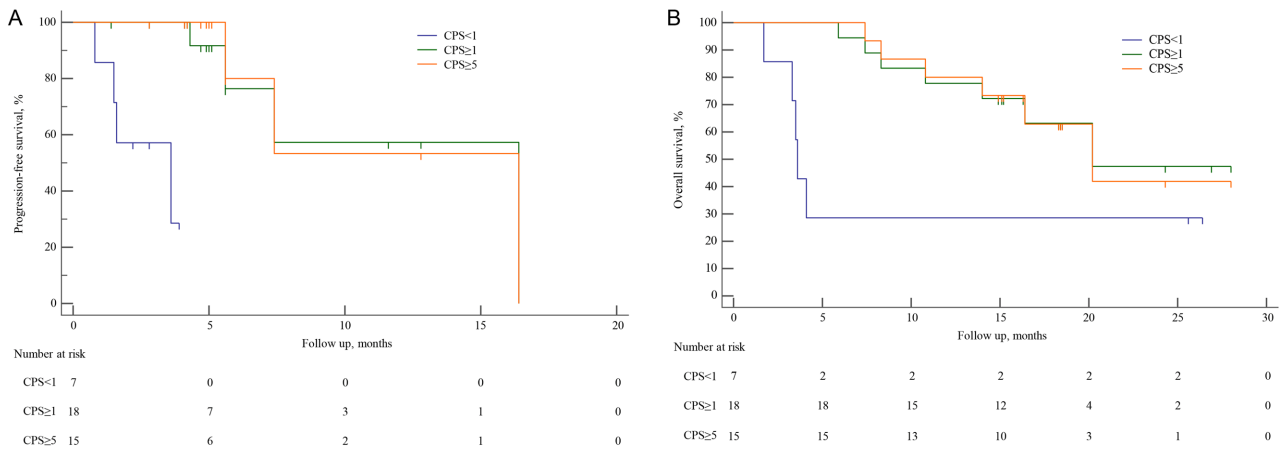 A
Progression-free survival, %
100
80
60
40
20
0
CPS<1
CPS≥1
CPS≥5
0 5 10 15 20
Follow up, months
Number at risk
CPS<1 7 0 0 0 0
CPS≥1 18 7 3 1 0
CPS≥5 15 6 2 1 0
B
Overall survival, %
100
90
80
70
60
50
40
30
20
10
0
CPS<1
CPS≥1
CPS≥5
0 5 10 15 20 25 30
Follow up, months
Number at risk
CPS<1 7 2 2 2 2 2 0
CPS≥1 18 18 15 12 4 2 0
CPS≥5 15 15 13 10 3 1 0